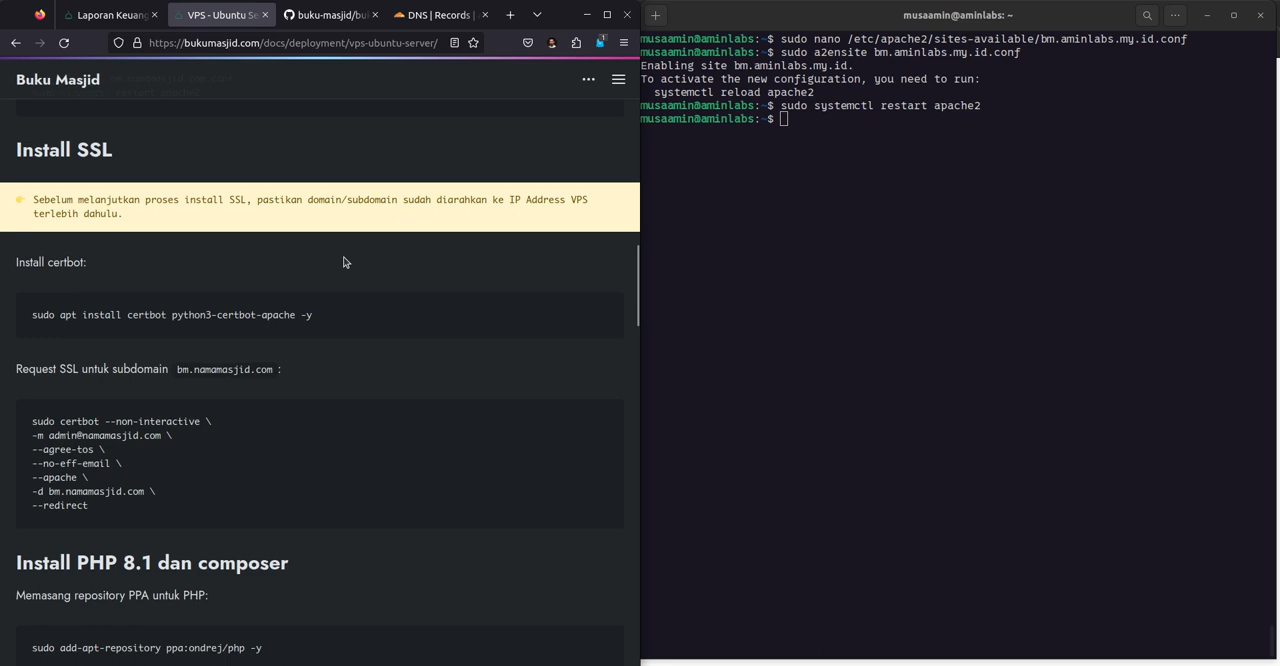 Laporan Keuang
VPS - Ubuntu Se
buku-masjid/bu
DNS | Records |
https://bukumasjid.com/docs/deployment/vps-ubuntu-server/
1
Buku Masjid
Install SSL
Sebelum melanjutkan proses install SSL, pastikan domain/subdomain sudah diarahkan ke IP Address VPS
terlebih dahulu.
Install certbot:
sudo apt install certbot python3-certbot-apache -y
Request SSL untuk subdomain bm.namamasjid.com :
sudo certbot --non-interactive \
-m admin@namamasjid.com \
--agree-tos \
--no-eff-email \
--apache \
-d bm.namamasjid.com \
--redirect
Install PHP 8.1 dan composer
Memasang repository PPA untuk PHP:
sudo add-apt-repository ppa:ondrej/php -y
musaamin@aminlabs: ~
musaamin@aminlabs:~$ sudo nano /etc/apache2/sites-available/bm.aminlabs.my.id.conf
musaamin@aminlabs:~$ sudo a2ensite bm.aminlabs.my.id.conf
Enabling site bm.aminlabs.my.id.
To activate the new configuration, you need to run:
systemctl reload apache2
musaamin@aminlabs:~$ sudo systemctl restart apache2
musaamin@aminlabs:~$